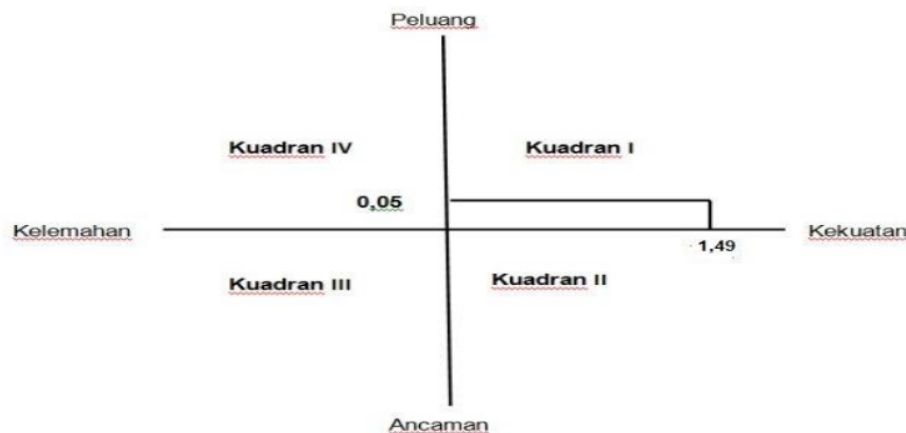 Peluang
Kuadran IV
Kuadran I
0,05
Kelemahan
Kekuatan
1,49
Kuadran III
Kuadran II
Ancaman